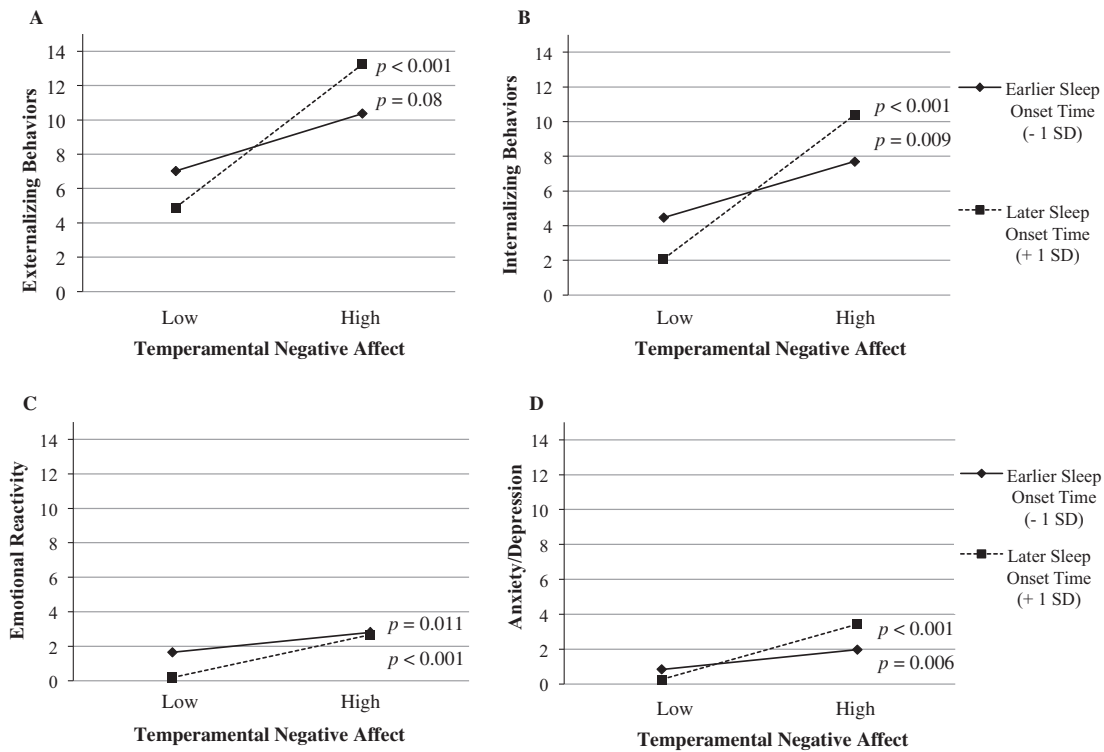 A
14
12
10
8
6
4
2
0
Externalizing Behaviors
p < 0.001
p = 0.08
Low
High
Temperamental Negative Affect
B
14
12
10
8
6
4
2
0
Internalizing Behaviors
p < 0.001
p = 0.009
Low
High
Temperamental Negative Affect
Earlier Sleep
Onset Time
(- 1 SD)
Later Sleep
Onset Time
(+ 1 SD)
C
14
12
10
8
6
4
2
0
Emotional Reactivity
p = 0.011
p < 0.001
Low
High
Temperamental Negative Affect
D
14
12
10
8
6
4
2
0
Anxiety/Depression
p < 0.001
p = 0.006
Low
High
Temperamental Negative Affect
Earlier Sleep
Onset Time
(- 1 SD)
Later Sleep
Onset Time
(+ 1 SD)